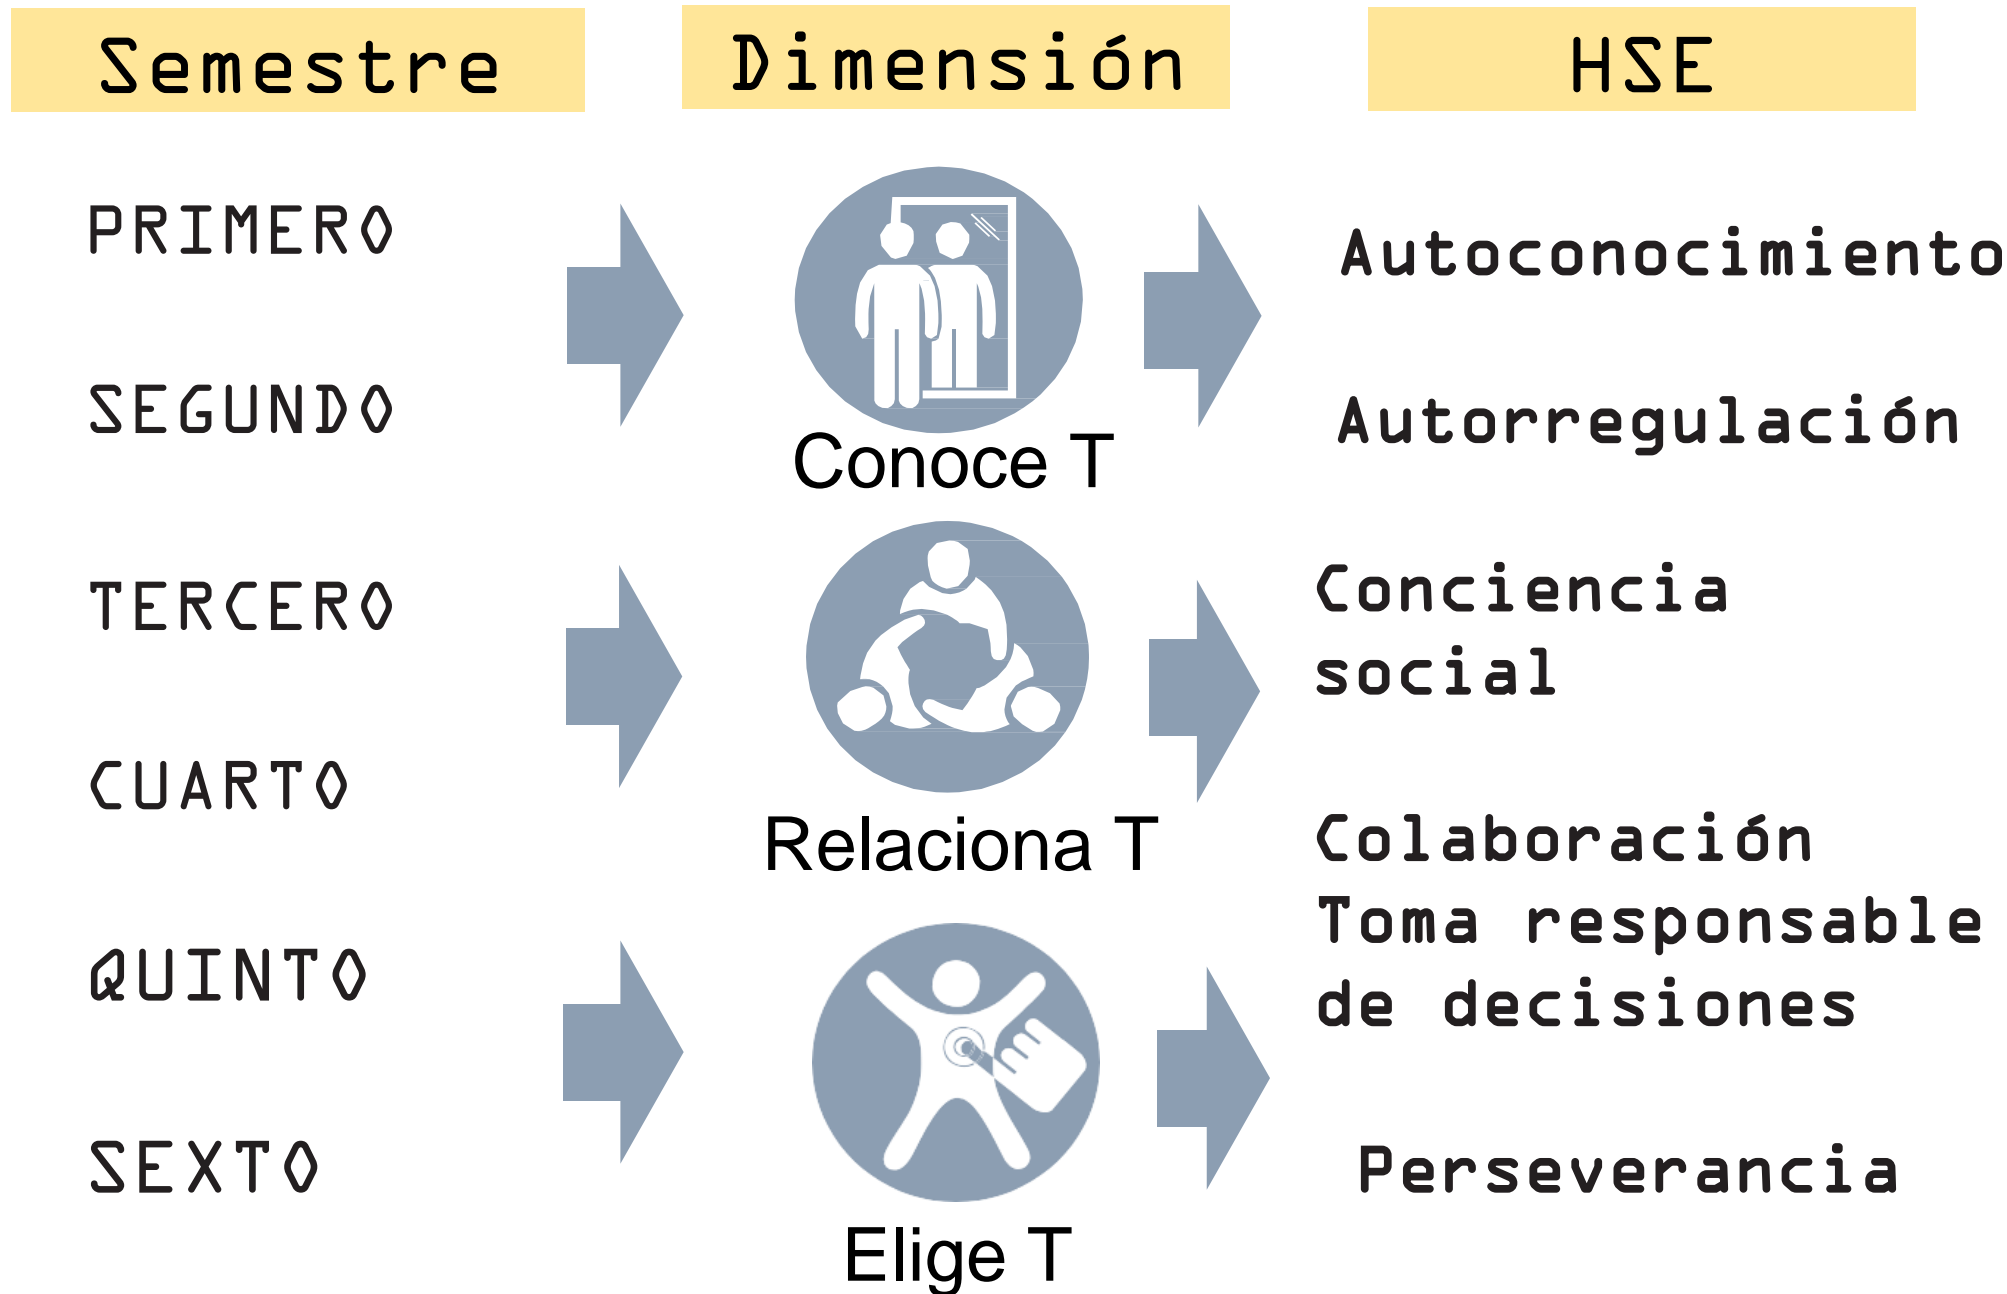 Semestre
Dimensión
HSE
PRIMERO
SEGUNDO
TERCERO
CUARTO
QUINTO
SEXTO
Conoce T
Relaciona T
Elige T
Autoconocimiento
Autorregulación
Conciencia
social
Colaboración
Toma responsable
de decisiones
Perseverancia